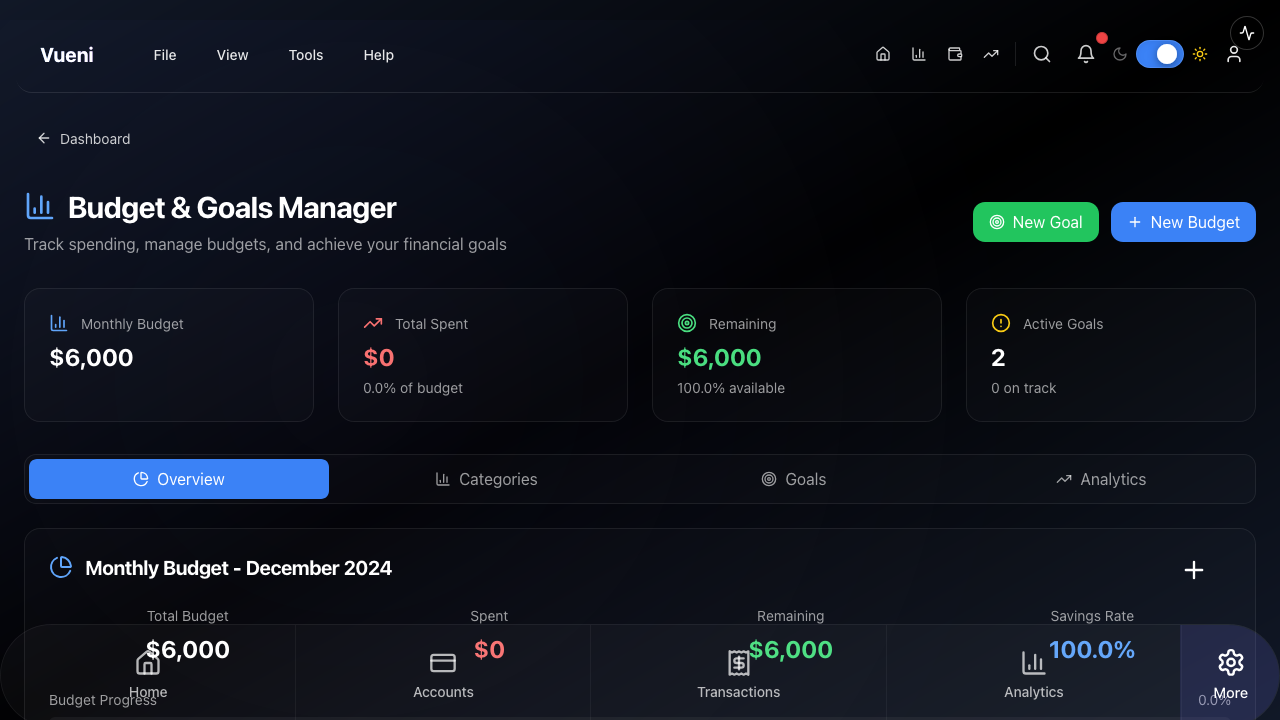 Vueni File View Tools Help
Dashboard
Budget & Goals Manager
Track spending, manage budgets, and achieve your financial goals
New Goal
New Budget
Monthly Budget
$6,000
Total Spent
$0
0.0% of budget
Remaining
$6,000
100.0% available
Active Goals
2
0 on track
Overview Categories Goals Analytics
Monthly Budget - December 2024
Total Budget Spent Remaining Savings Rate
$6,000 $0 $6,000 100.0%
Home Accounts Transactions Analytics More
Budget Progress 0.0%